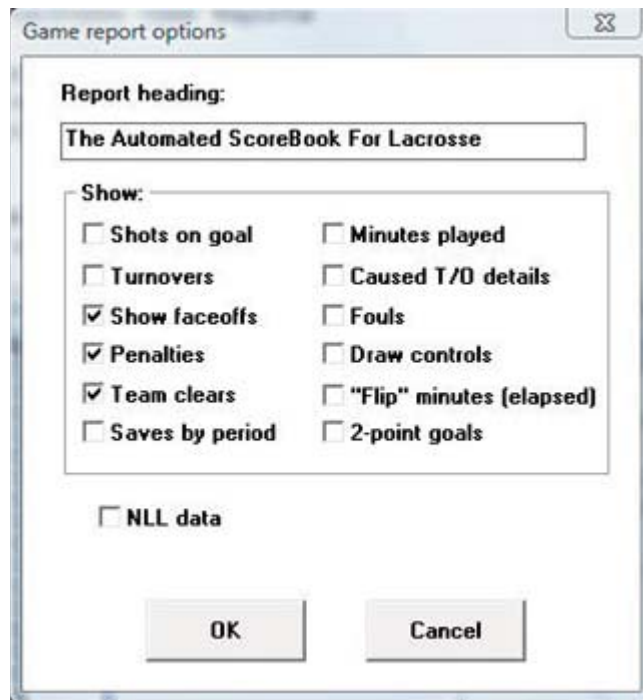 Game report options
Report heading:
The Automated ScoreBook For Lacrosse
Show:
Shots on goal
Minutes played
Turnovers
Caused T/O details
Show faceoffs
Fouls
Penalties
Draw controls
Team clears
"Flip" minutes (elapsed)
Saves by period
2-point goals
NLL data
OK
Cancel